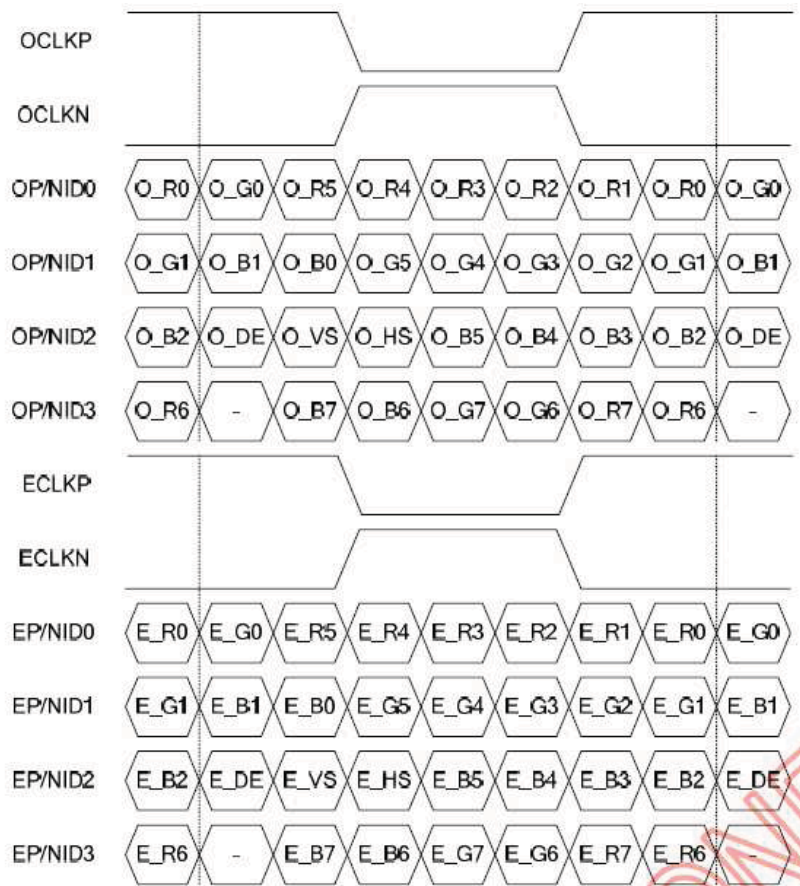 OCLKP
OCLKN
OP/NID0 O_R0 O_G0 O_R5 O_R4 O_R3 O_R2 O_R1 O_R0 O_G0
OP/NID1 O_G1 O_B1 O_B0 O_G5 O_G4 O_G3 O_G2 O_G1 O_B1
OP/NID2 O_B2 O_DE O_VS O_HS O_B5 O_B4 O_B3 O_B2 O_DE
OP/NID3 O_R6 - O_B7 O_B6 O_G7 O_G6 O_R7 O_R6 -
ECLKP
ECLKN
EP/NID0 E_R0 E_G0 E_R5 E_R4 E_R3 E_R2 E_R1 E_R0 E_G0
EP/NID1 E_G1 E_B1 E_B0 E_G5 E_G4 E_G3 E_G2 E_G1 E_B1
EP/NID2 E_B2 E_DE E_VS E_HS E_B5 E_B4 E_B3 E_B2 E_DE
EP/NID3 E_R6 - E_B7 E_B6 E_G7 E_G6 E_R7 E_R6 -